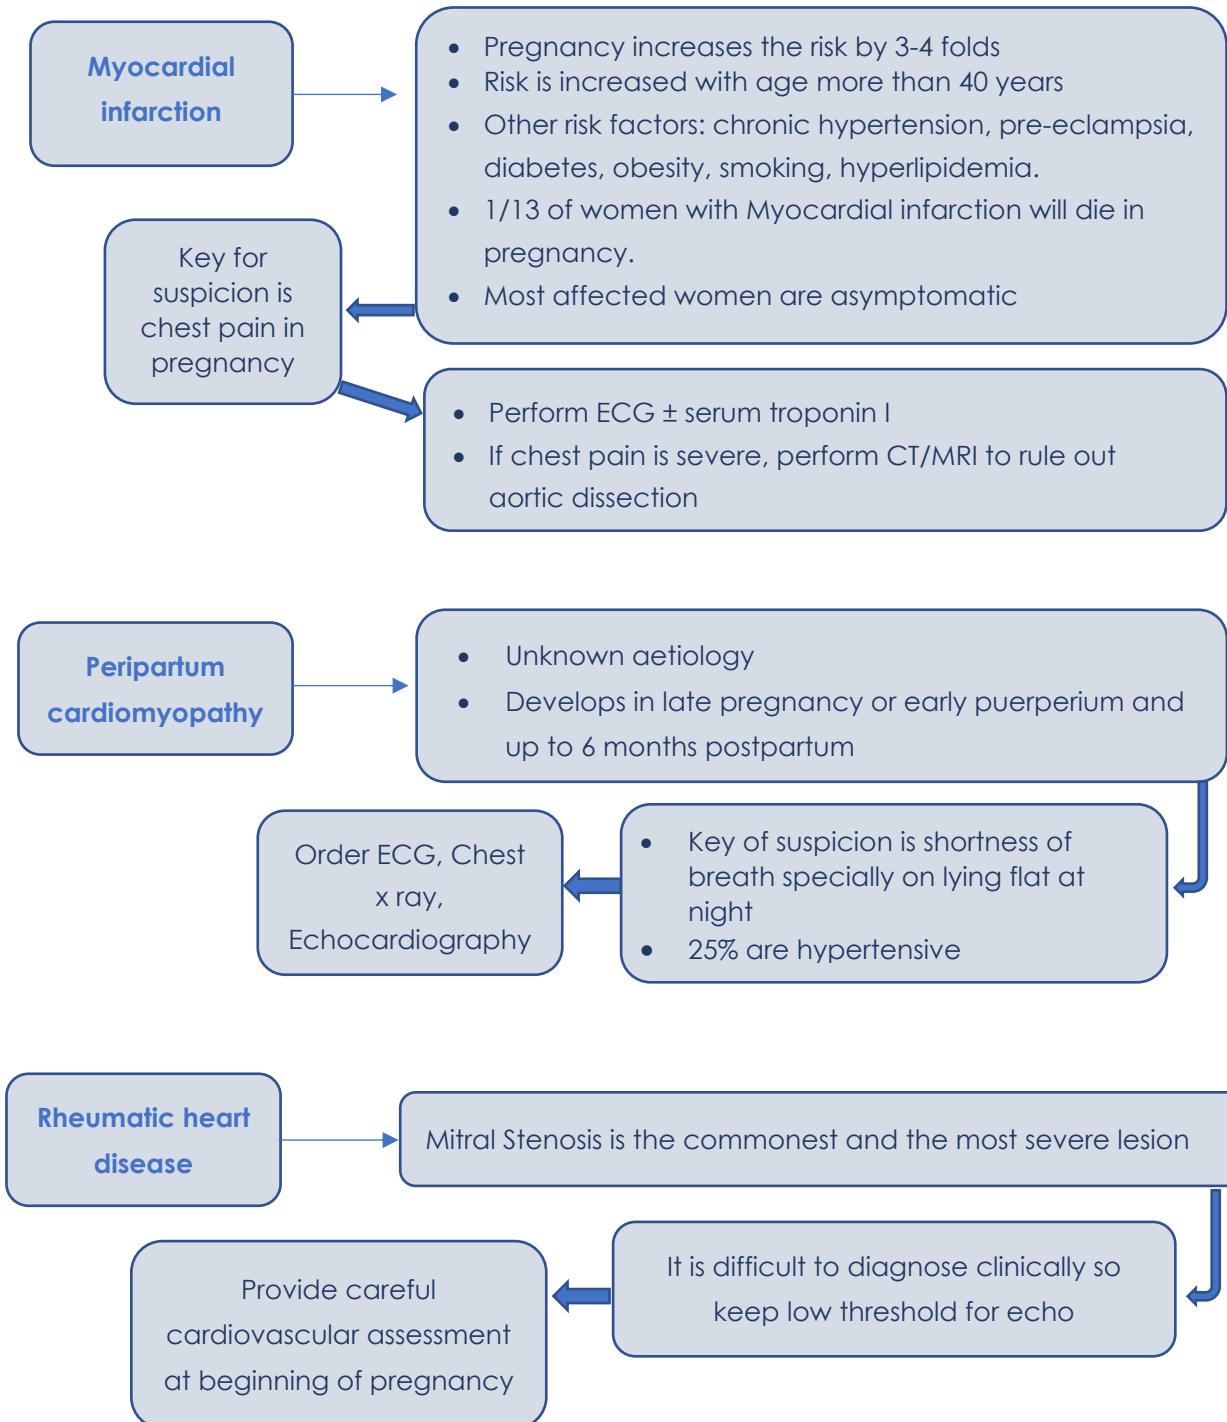 Myocardial
infarction
• Pregnancy increases the risk by 3-4 folds
• Risk is increased with age more than 40 years
• Other risk factors: chronic hypertension, pre-eclampsia,
diabetes, obesity, smoking, hyperlipidemia.
• 1/13 of women with Myocardial infarction will die in
pregnancy.
• Most affected women are asymptomatic
Key for
suspicion is
chest pain in
pregnancy
• Perform ECG ± serum troponin I
• If chest pain is severe, perform CT/MRI to rule out
aortic dissection
Peripartum
cardiomyopathy
• Unknown aetiology
• Develops in late pregnancy or early puerperium and
up to 6 months postpartum
• Key of suspicion is shortness of
breath specially on lying flat at
night
• 25% are hypertensive
Order ECG, Chest
x ray,
Echocardiography
Rheumatic heart
disease
Mitral Stenosis is the commonest and the most severe lesion
It is difficult to diagnose clinically so
keep low threshold for echo
Provide careful
cardiovascular assessment
at beginning of pregnancy